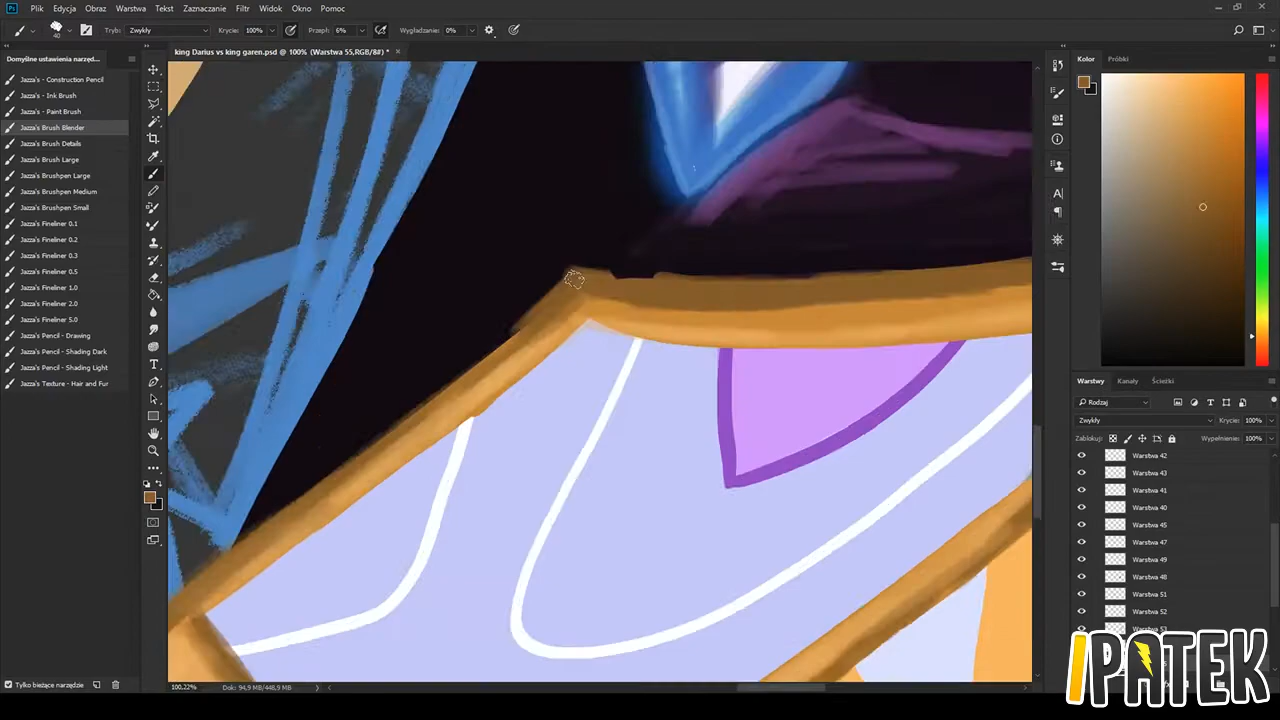 Ps Plik Edycja Obraz Warstwa Tekst Zaznaczanie Filtr 3D Widok Okno Pomoc
40 Tryb: Zwykły Krycie: 100% Przepł: 6% Wygładzanie: 0%
king Darius vs king garen.psd @ 100% (Warstwa 55,RGB/8#) * ×
Domyślne ustawienia narzęd...
Jazza's - Construction Pencil
Jazza's - Ink Brush
Jazza's - Paint Brush
Jazza's Brush Blender
Jazza's Brush Details
Jazza's Brush Large
Jazza's Brushpen Large
Jazza's Brushpen Medium
Jazza's Brushpen Small
Jazza's Fineliner 0.1
Jazza's Fineliner 0.2
Jazza's Fineliner 0.3
Jazza's Fineliner 0.5
Jazza's Fineliner 1.0
Jazza's Fineliner 2.0
Jazza's Fineliner 5.0
Jazza's Pencil - Drawing
Jazza's Pencil - Shading Dark
Jazza's Pencil - Shading Light
Jazza's Texture - Hair and Fur
Tylko bieżące narzędzie
100,22% Dok: 94,9 MB/448,9 MB
Kolor Próbki
Warstwy Kanały Ścieżki
Rodzaj
Zwykły Krycie: 100%
Zablokuj: Wypełnienie: 100%
Warstwa 42
Warstwa 43
Warstwa 41
Warstwa 40
Warstwa 45
Warstwa 47
Warstwa 49
Warstwa 48
Warstwa 51
Warstwa 52
Warstwa 53
IPATEK